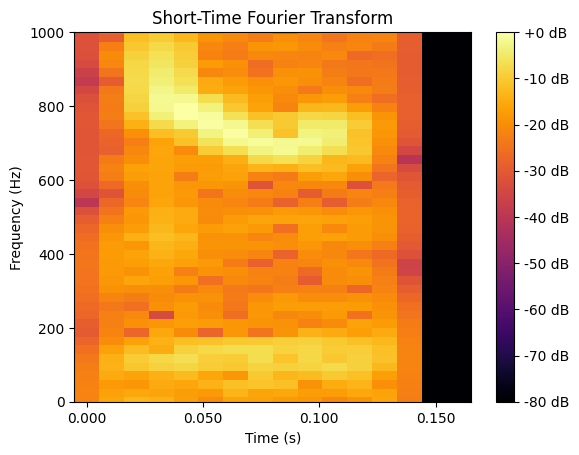 Short-Time Fourier Transform
1000
800
600
400
200
0
Frequency (Hz)
0.000
0.050
0.100
0.150
Time (s)
+0 dB
-10 dB
-20 dB
-30 dB
-40 dB
-50 dB
-60 dB
-70 dB
-80 dB